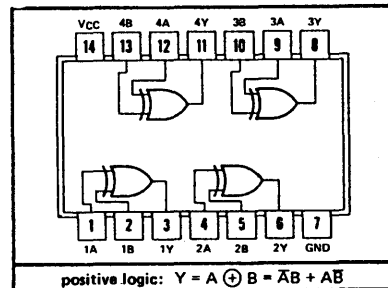 VCC 4B 4A 4Y 3B 3A 3Y
14 13 12 11 10 9 8
1 2 3 4 5 6 7
1A 1B 1Y 2A 2B 2Y GND
positive logic: Y = A ⊕ B = A̅B + AB̅